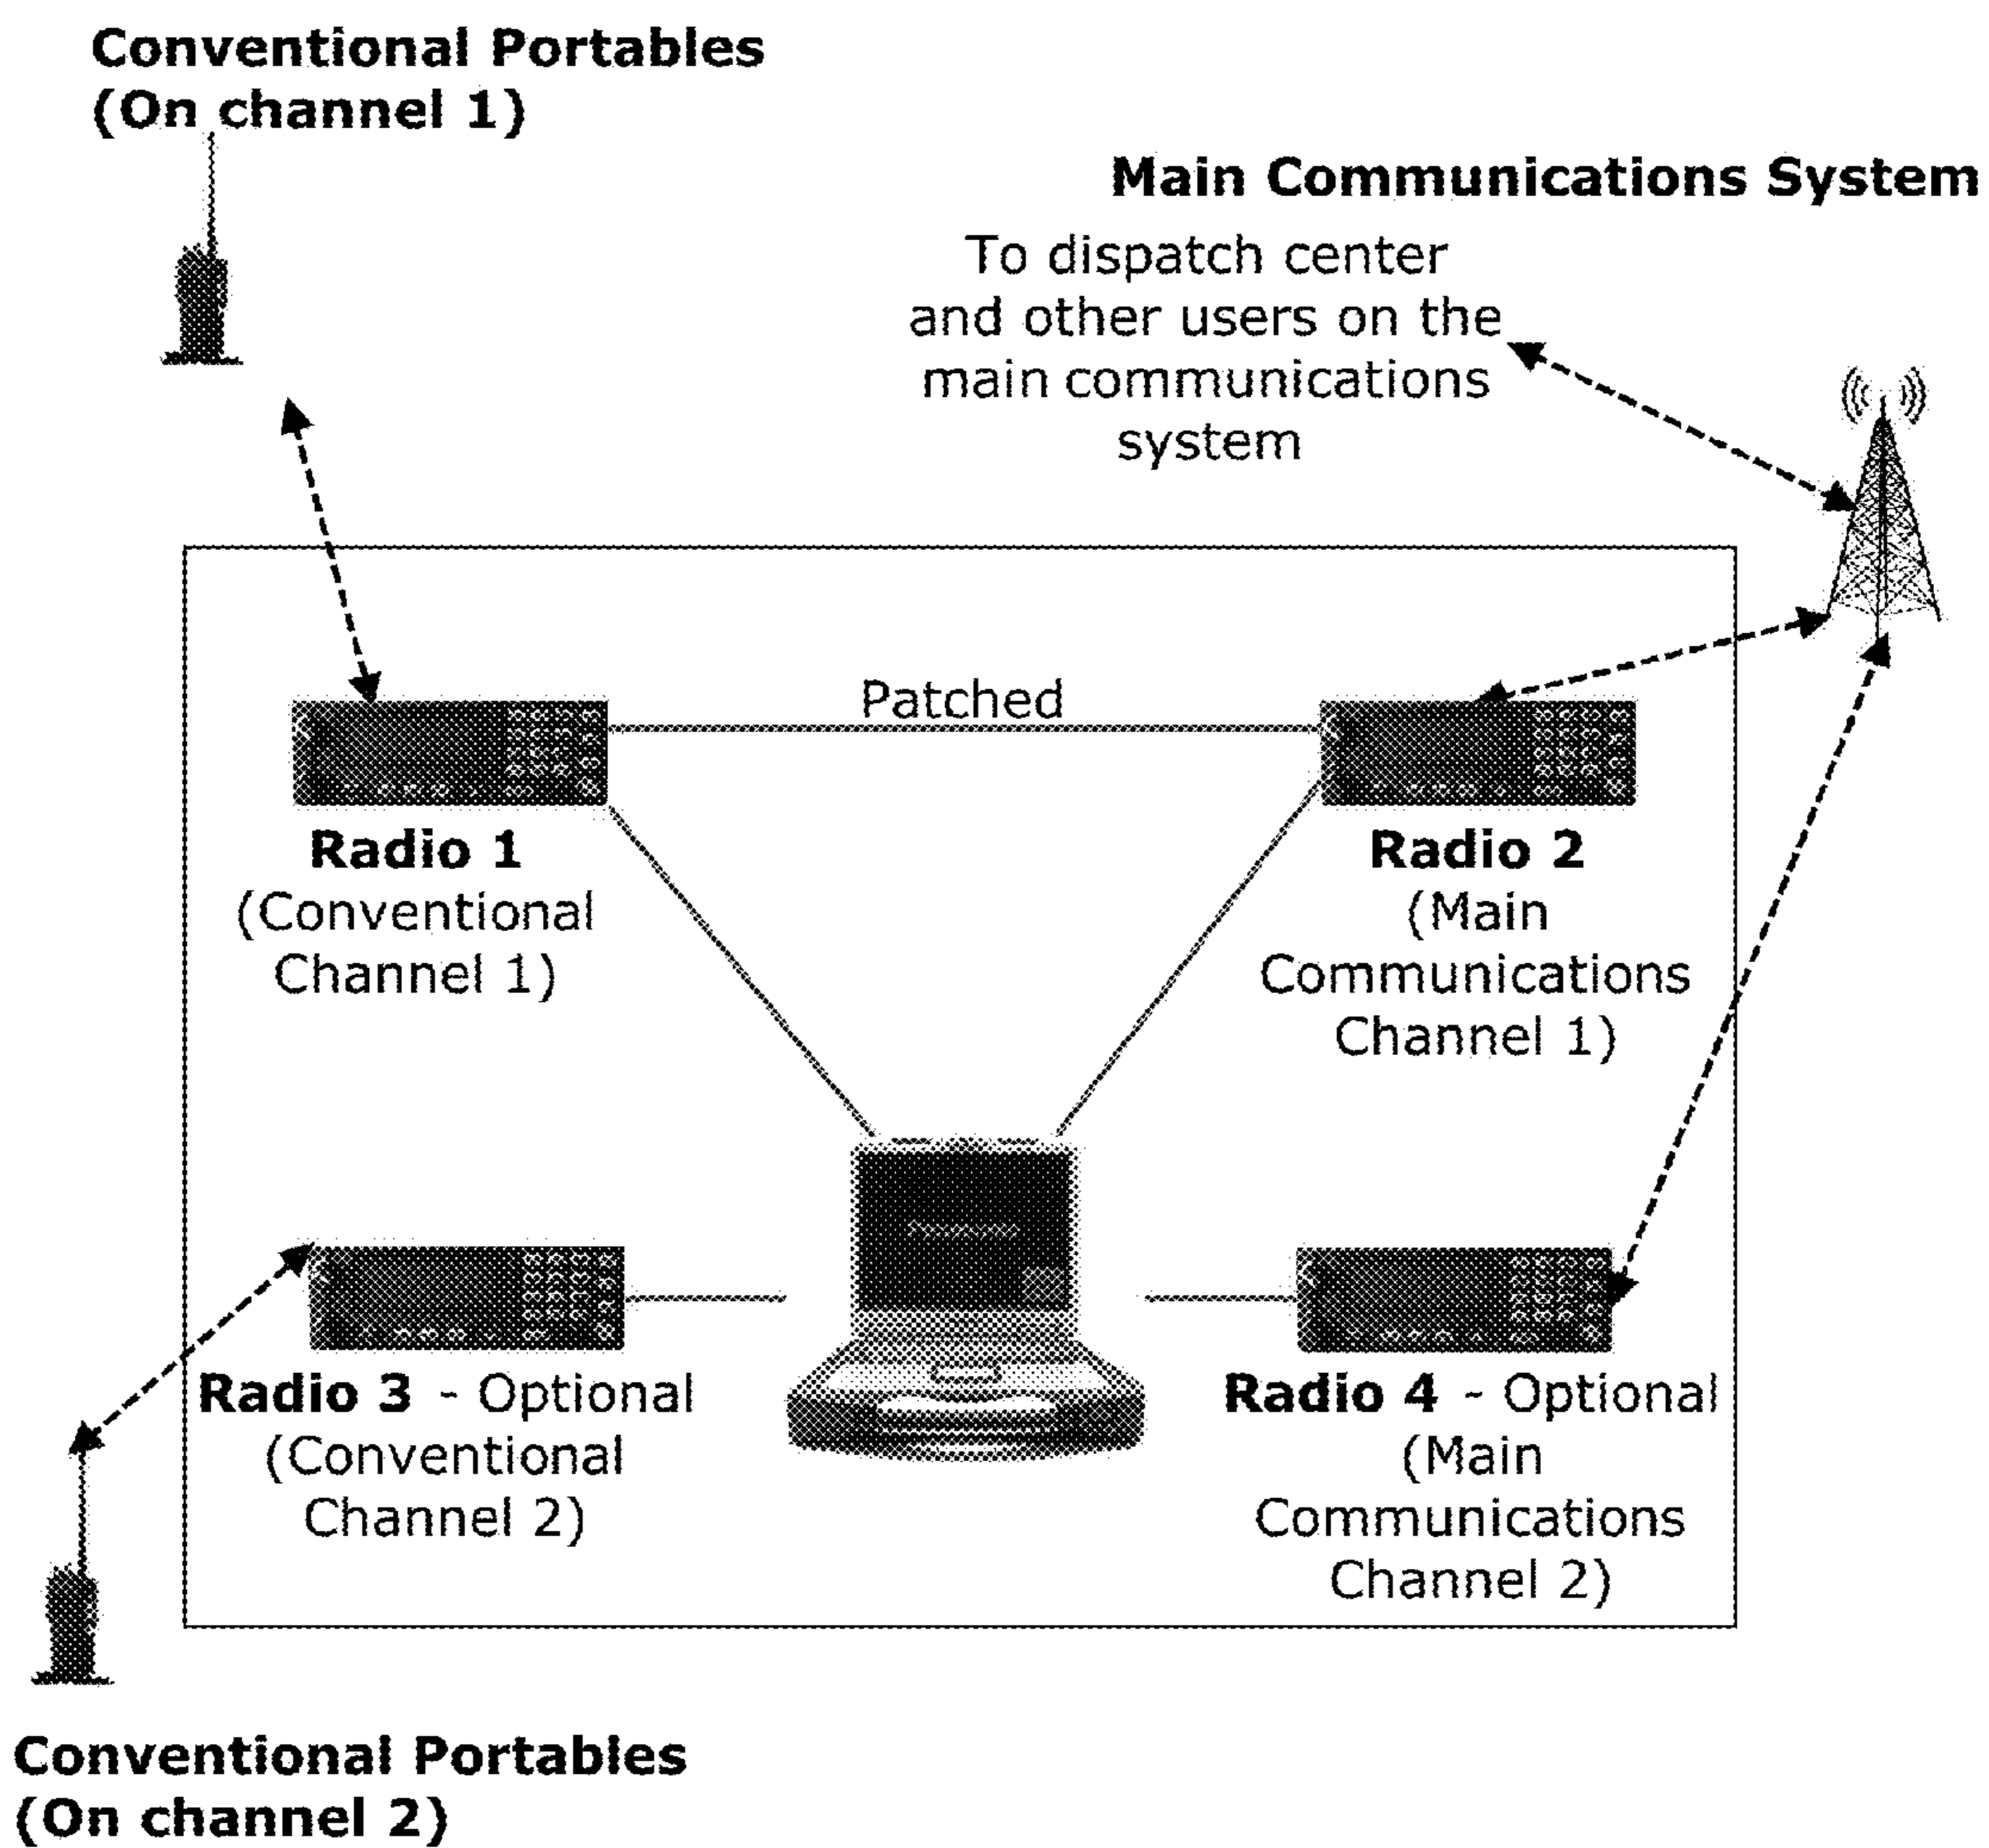 Conventional Portables
(On channel 1)
Main Communications System
To dispatch center
and other users on the
main communications
system
Patched
Radio 1
(Conventional
Channel 1)
Radio 2
(Main
Communications
Channel 1)
Radio 3 - Optional
(Conventional
Channel 2)
Radio 4 - Optional
(Main
Communications
Channel 2)
Conventional Portables
(On channel 2)